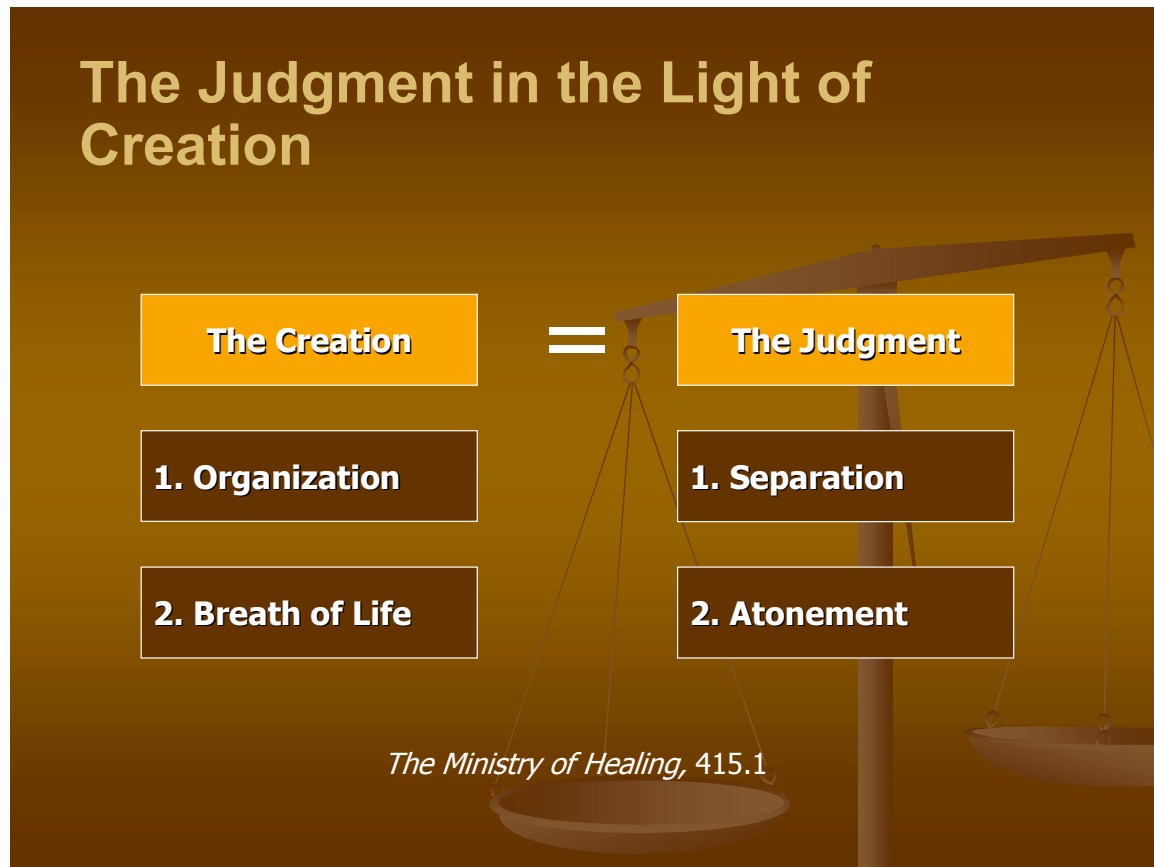 The Judgment in the Light of
Creation
The Creation
=
The Judgment
1. Organization
1. Separation
2. Breath of Life
2. Atonement
The Ministry of Healing, 415.1